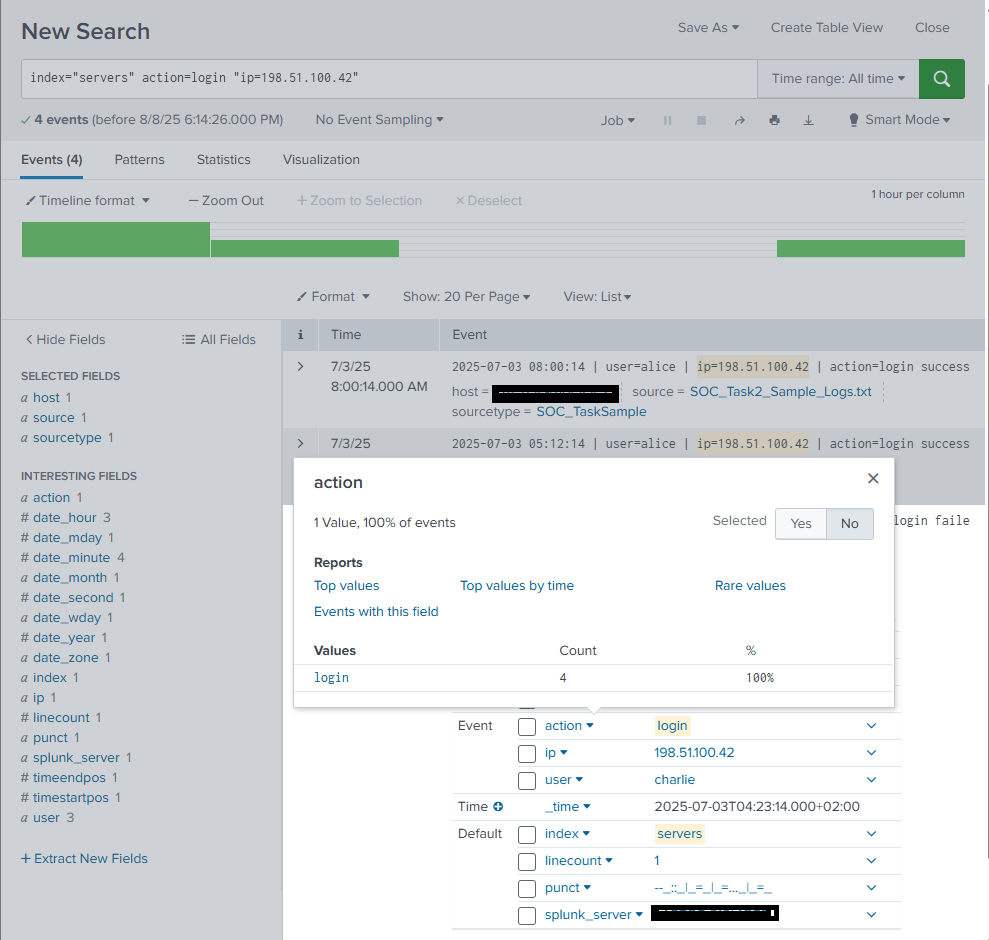 New Search
Save As
Create Table View
Close
index="servers" action=login "ip=198.51.100.42"
Time range: All time
4 events (before 8/8/25 6:14:26.000 PM)
No Event Sampling
Job
Smart Mode
Events (4)
Patterns
Statistics
Visualization
Timeline format
Zoom Out
+ Zoom to Selection
Deselect
1 hour per column
Format
Show: 20 Per Page
View: List
Hide Fields
All Fields
SELECTED FIELDS
a host 1
a source 1
a sourcetype 1
INTERESTING FIELDS
a action 1
# date_hour 3
# date_mday 1
# date_minute 4
a date_month 1
# date_second 1
a date_wday 1
# date_year 1
a date_zone 1
a index 1
a ip 1
# linecount 1
a punct 1
a splunk_server 1
# timeendpos 1
# timestartpos 1
a user 3
+ Extract New Fields
i
Time
Event
7/3/25
8:00:14.000 AM
2025-07-03 08:00:14 | user=alice | ip=198.51.100.42 | action=login success
host =
source = SOC_Task2_Sample_Logs.txt
sourcetype = SOC_TaskSample
7/3/25
2025-07-03 05:12:14 | user=alice | ip=198.51.100.42 | action=login success
login faile
action
1 Value, 100% of events
Selected
Yes
No
Reports
Top values
Top values by time
Rare values
Events with this field
Values
Count
%
login
4
100%
Event
action
login
ip
198.51.100.42
user
charlie
Time
_time
2025-07-03T04:23:14.000+02:00
Default
index
servers
linecount
1
punct
--_::_|_=_|_=..._|_=_
splunk_server